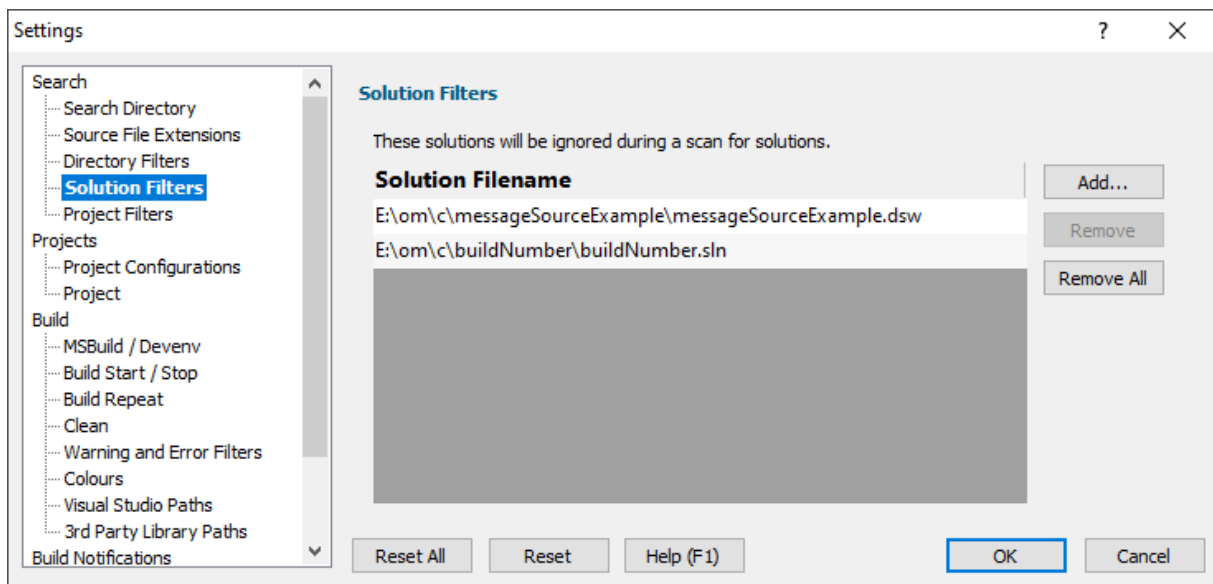 Settings
?
Search
Search Directory
Source File Extensions
Directory Filters
Solution Filters
Project Filters
Projects
Project Configurations
Project
Build
MSBuild / Devenv
Build Start / Stop
Build Repeat
Clean
Warning and Error Filters
Colours
Visual Studio Paths
3rd Party Library Paths
Build Notifications
Solution Filters
These solutions will be ignored during a scan for solutions.
Solution Filename
E:\om\c\messageSourceExample\messageSourceExample.dsw
E:\om\c\buildNumber\buildNumber.sln
Add...
Remove
Remove All
Reset All
Reset
Help (F1)
OK
Cancel